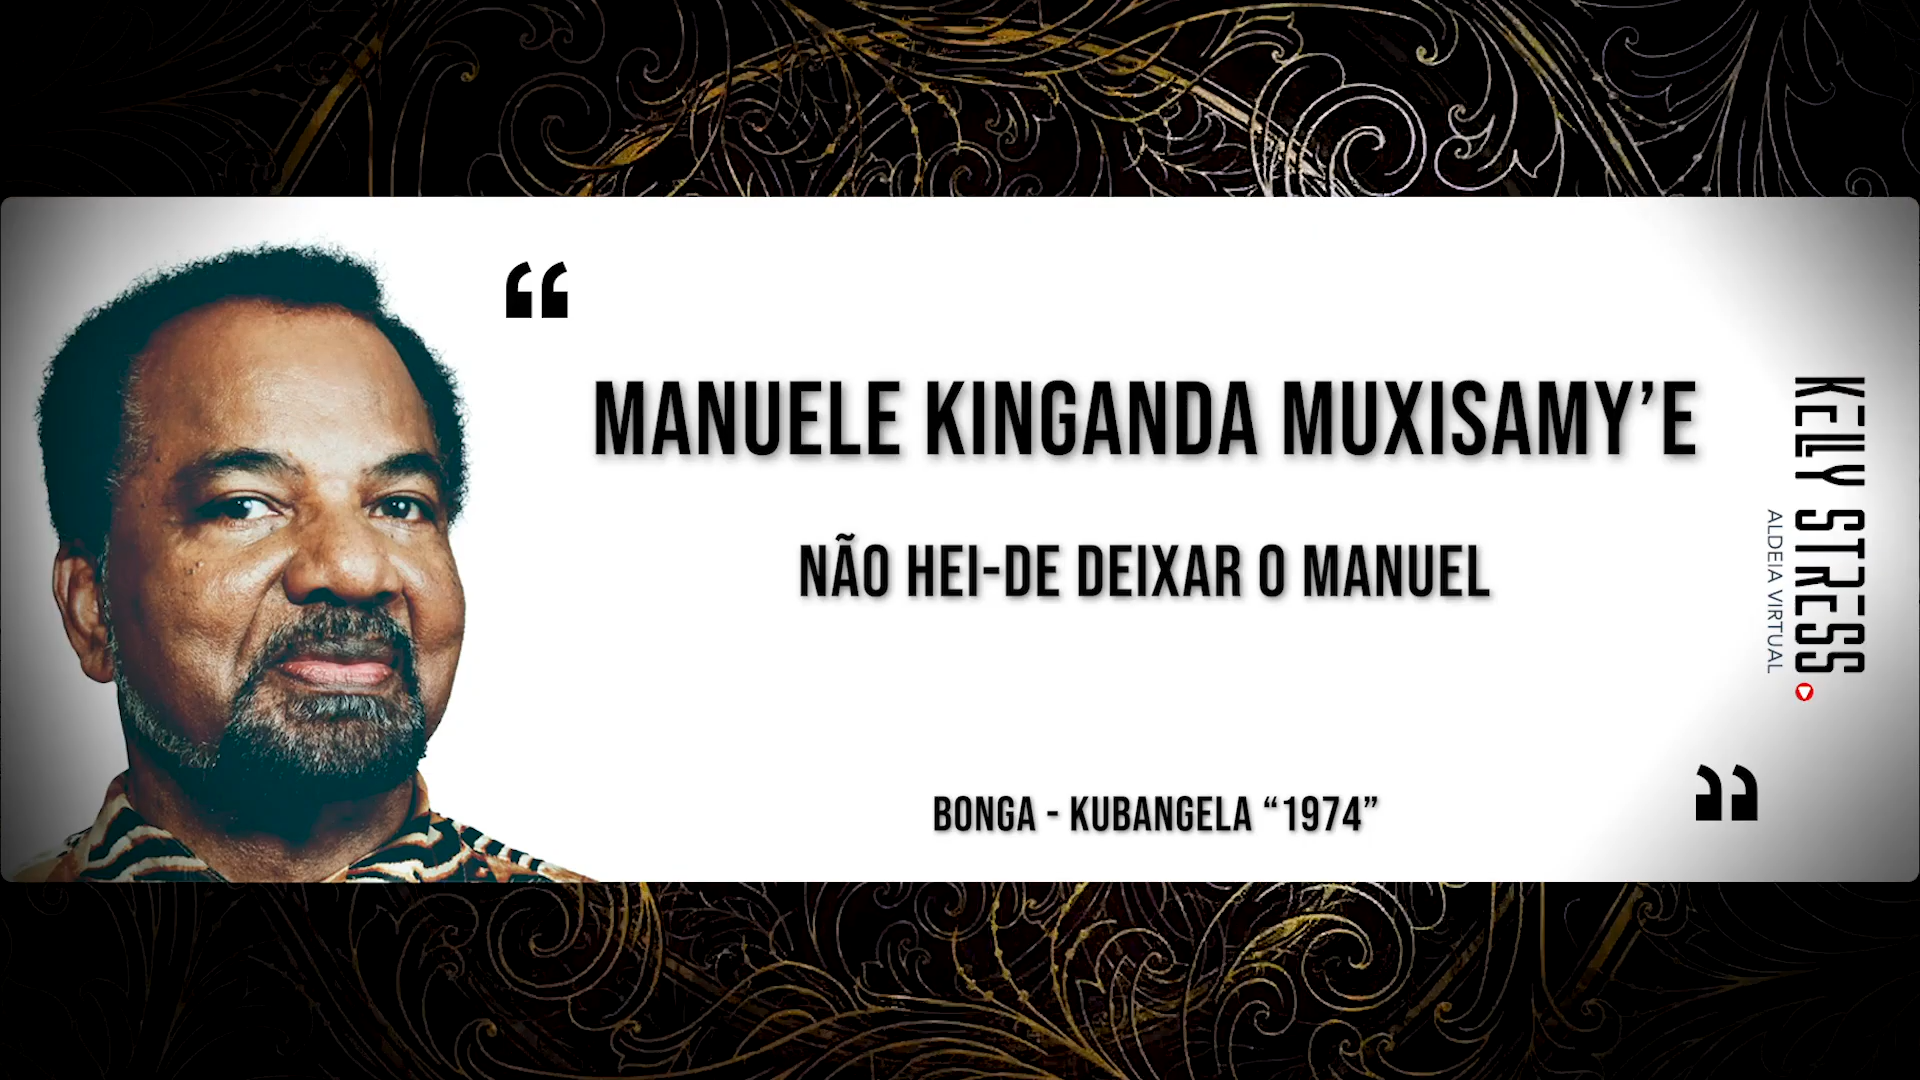 “
MANUELE KINGANDA MUXISAMY’E
NÃO HEI-DE DEIXAR O MANUEL
BONGA - KUBANGELA “1974”
”
KELLY STRESS
ALDEIA VIRTUAL